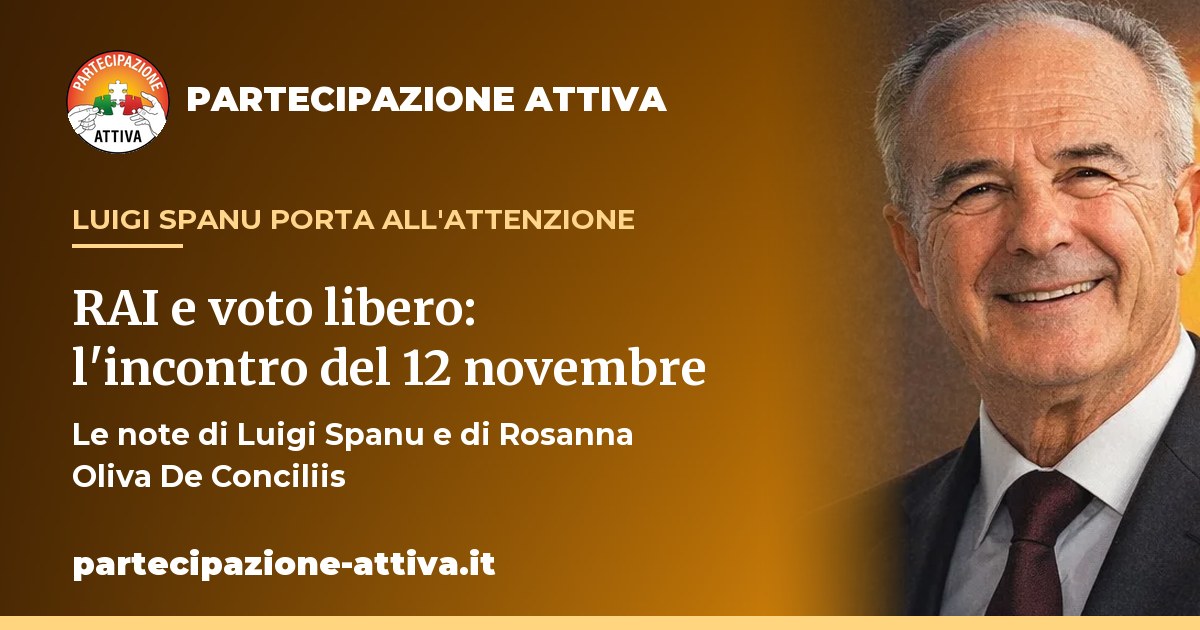 PARTECIPAZIONE
ATTIVA
PARTECIPAZIONE ATTIVA
LUIGI SPANU PORTA ALL'ATTENZIONE
RAI e voto libero:
l'incontro del 12 novembre
Le note di Luigi Spanu e di Rosanna
Oliva De Conciliis
partecipazione-attiva.it